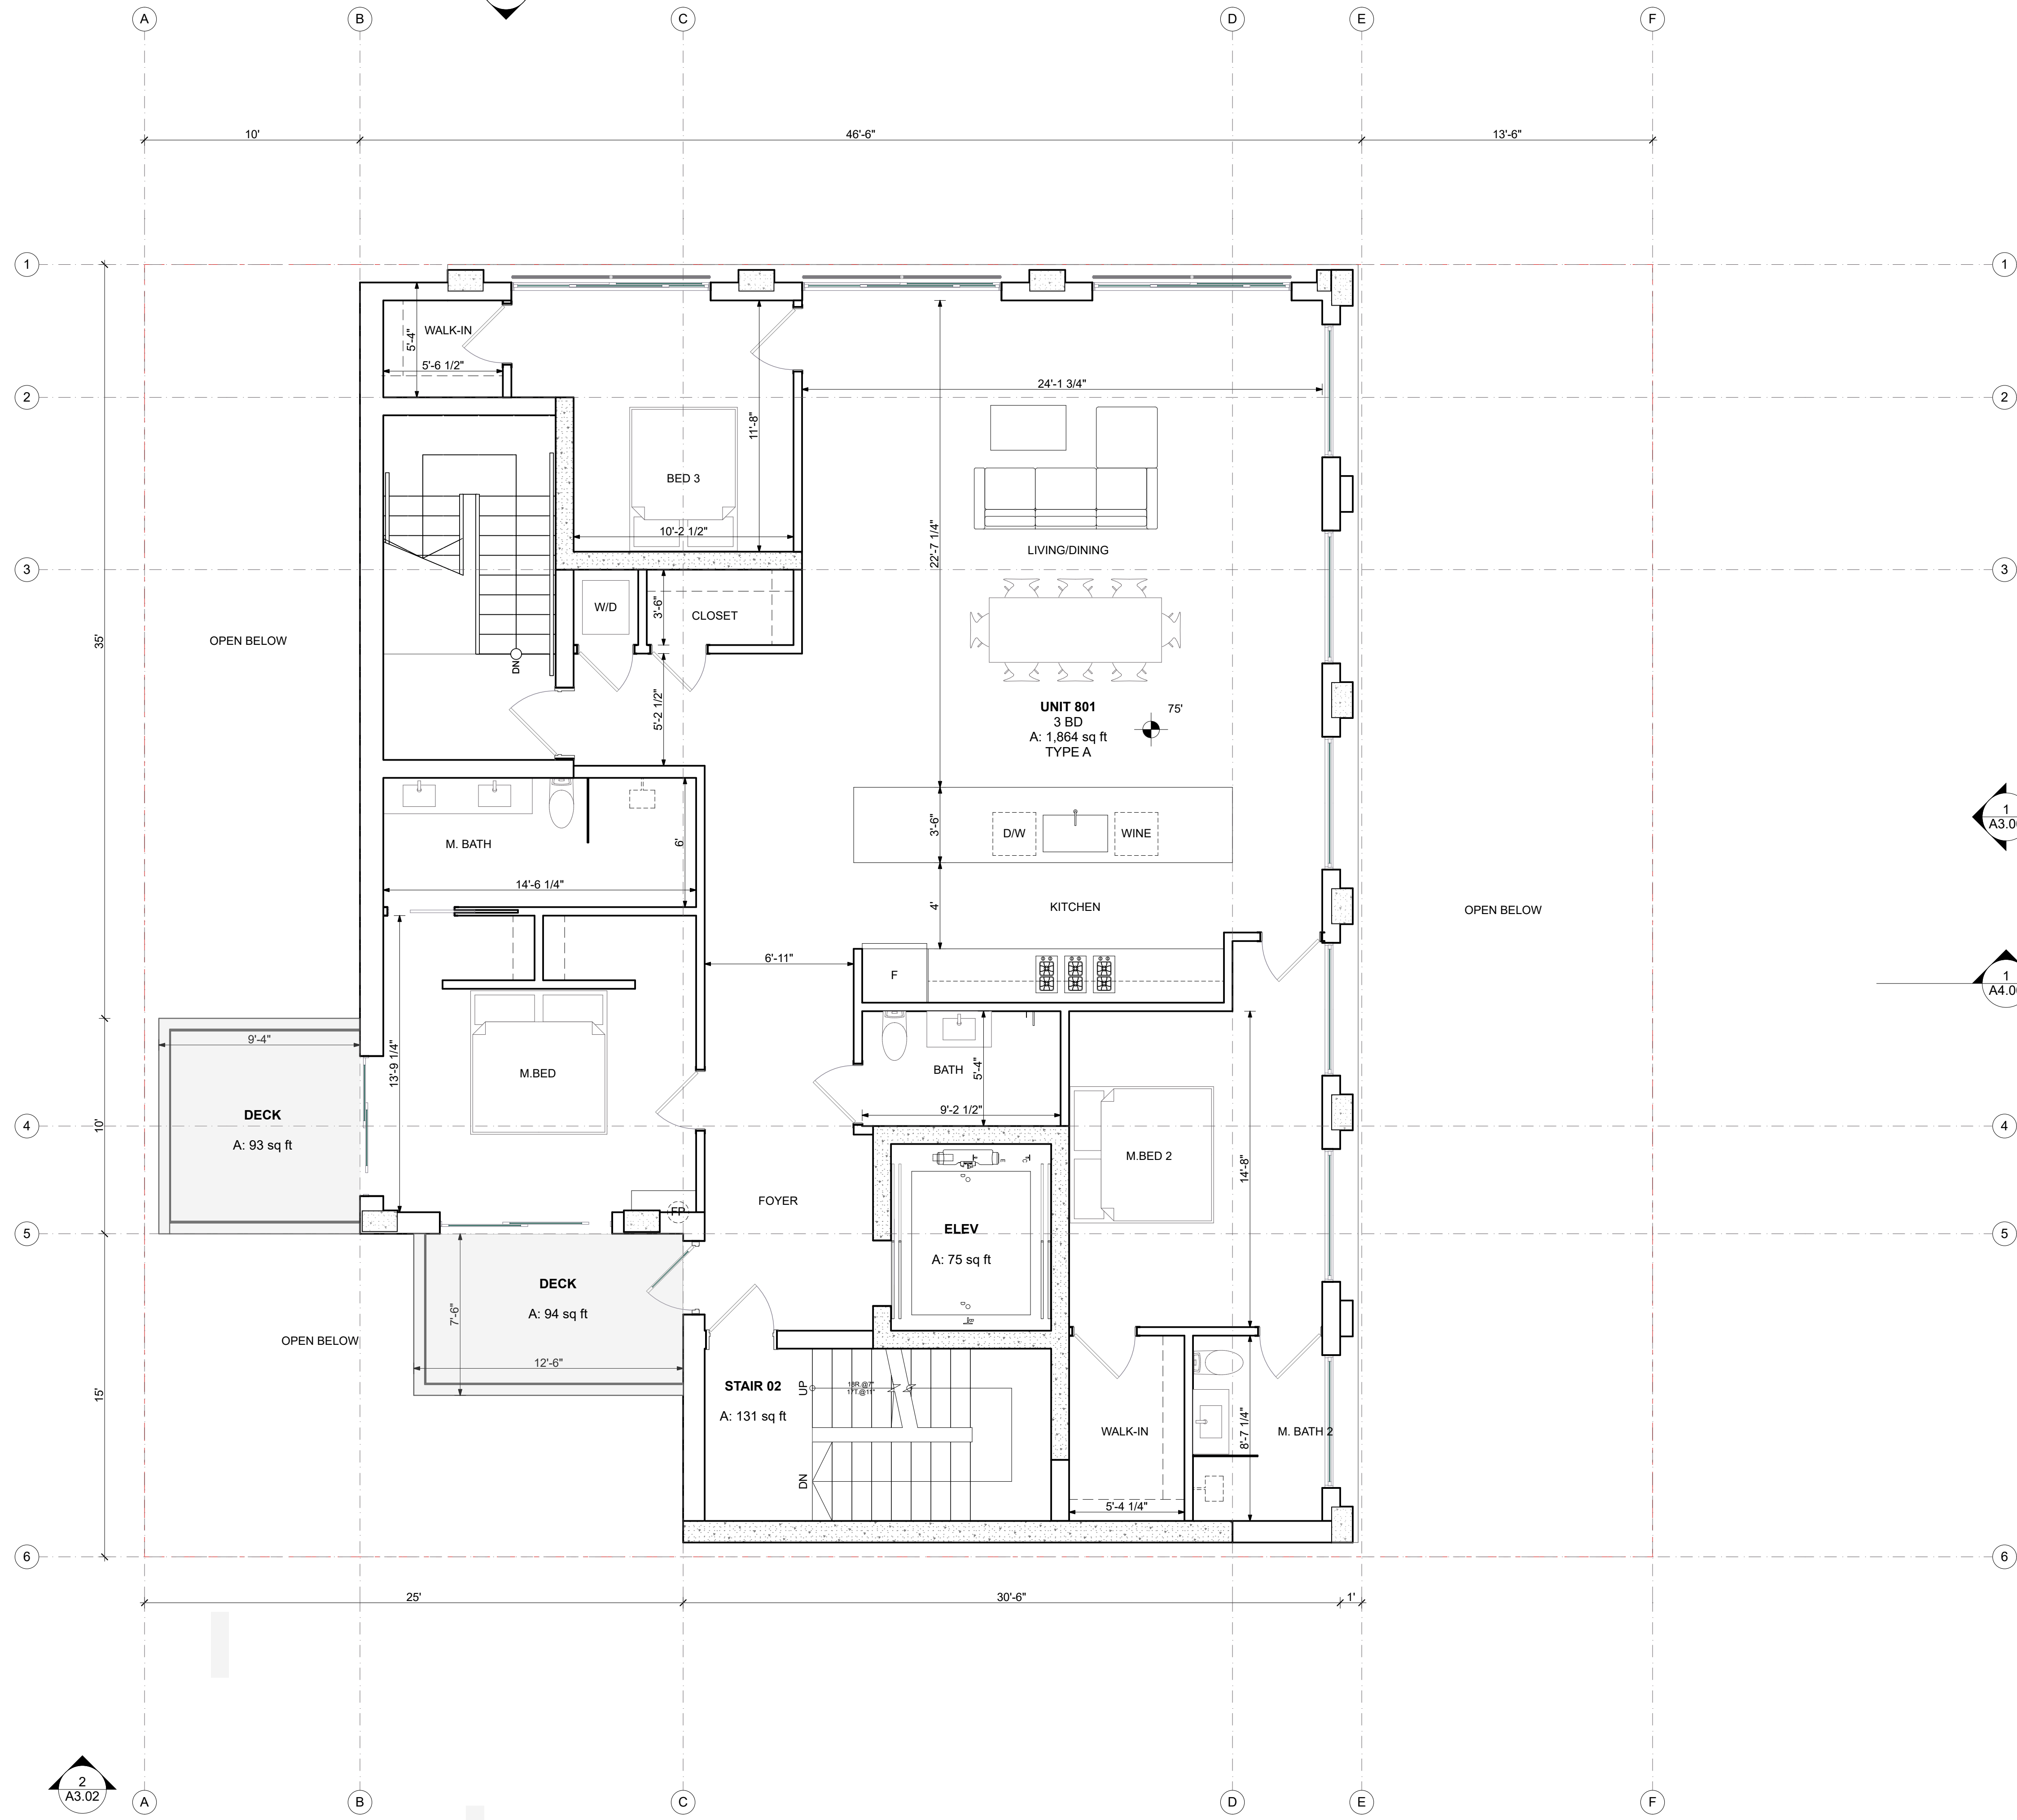 A B C D E F
10' 46'-6" 13'-6"
1 1
WALK-IN
5'-4"
5'-6 1/2"
24'-1 3/4"
2 2
11'-8"
BED 3
10'-2 1/2"
22'-7 1/4"
LIVING/DINING
3 3
W/D
3'-6"
CLOSET
35'
OPEN BELOW
DN
5'-2 1/2"
UNIT 801
3 BD
A: 1,864 sq ft
TYPE A
75'
1
3'-6"
D/W
WINE
M. BATH
6'
14'-6 1/4"
4'
KITCHEN
OPEN BELOW
6'-11"
F
1
9'-4"
13'-9 1/4"
M.BED
BATH
5'-4"
9'-2 1/2"
DECK
A: 93 sq ft
4 4
10'
M.BED 2
14'-8"
FOYER
FP
5 5
ELEV
A: 75 sq ft
DECK
A: 94 sq ft
7'-6"
12'-6"
OPEN BELOW
15'
STAIR 02
A: 131 sq ft
UP
18R.@7"
17T.@11"
DN
WALK-IN
8'-7 1/4"
M. BATH 2
5'-4 1/4"
6 6
25' 30'-6" 1'
2
A3.02
A B C D E F